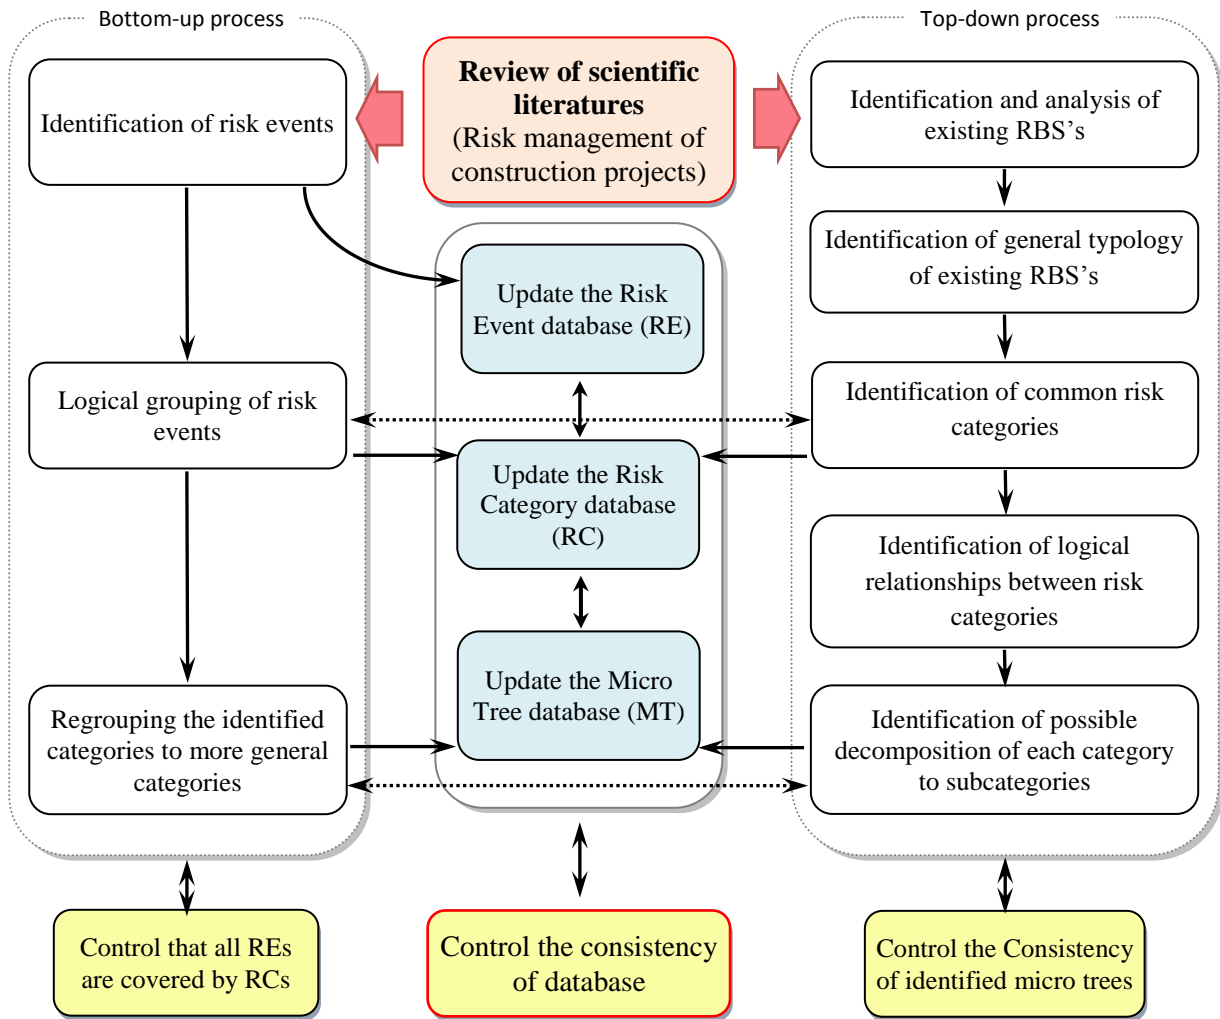 Bottom-up process
Top-down process
Review of scientific
literatures
(Risk management of
construction projects)
Identification of risk events
Logical grouping of risk
events
Regrouping the identified
categories to more general
categories
Update the Risk
Event database (RE)
Update the Risk
Category database
(RC)
Update the Micro
Tree database (MT)
Identification and analysis of
existing RBS's
Identification of general typology
of existing RBS's
Identification of common risk
categories
Identification of logical
relationships between risk
categories
Identification of possible
decomposition of each category
to subcategories
Control that all REs
are covered by RCs
Control the consistency
of database
Control the Consistency
of identified micro trees